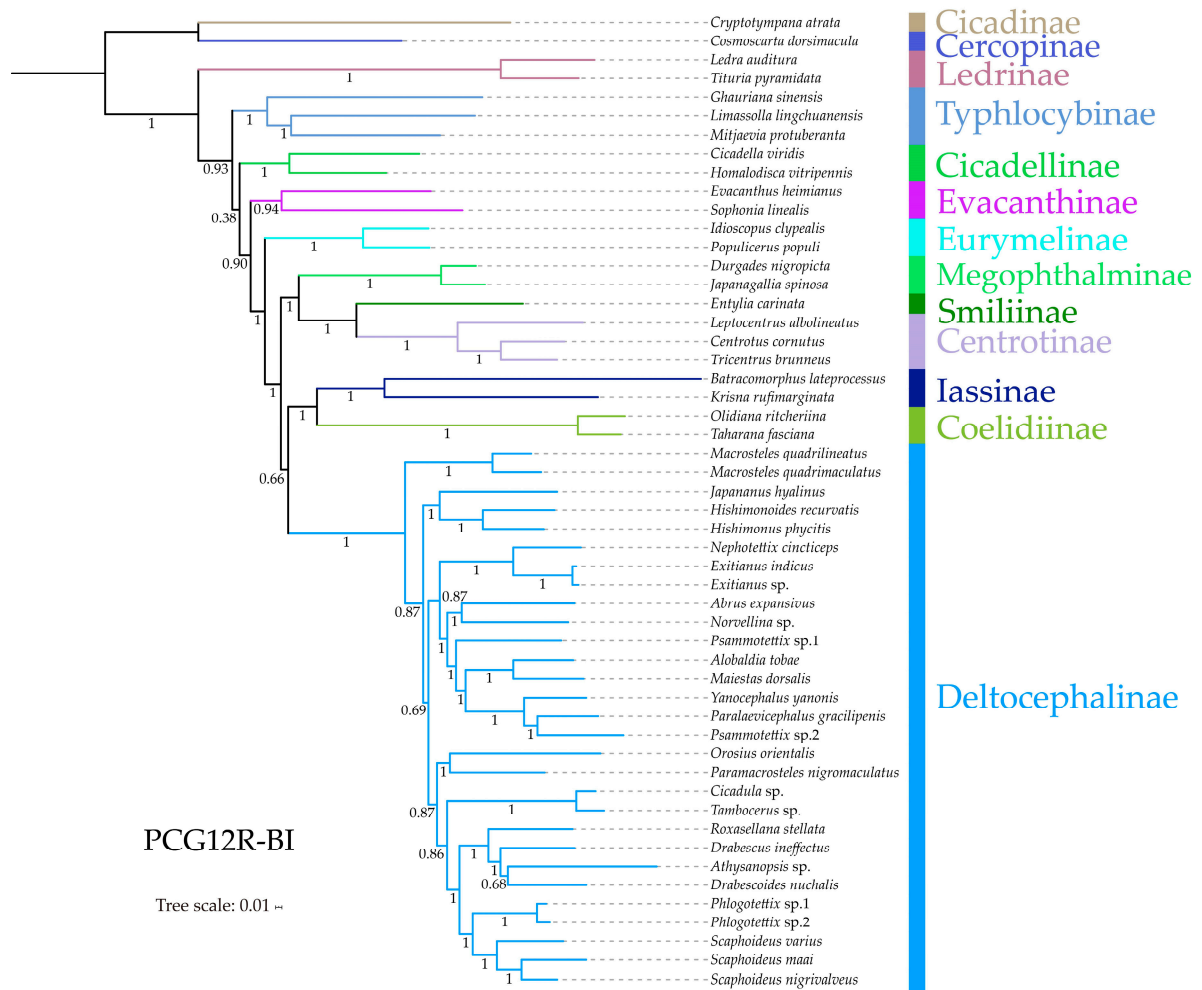 Cryptotympana atrata
Cosmoscarta dorsimacula
Ledra auditura
Tituria pyramidata
Ghauriana sinensis
Limassolla lingchuanensis
Mitjaevia protuberanta
Cicadella viridis
Homalodisca vitripennis
Evacanthus heimianus
Sophonia linealis
Idioscopus clypealis
Populicerus populi
Durgades nigropicta
Japanagallia spinosa
Entylia carinata
Leptocentrus albolineatus
Centrotus cornutus
Tricentrus brunneus
Batracomorphus lateprocessus
Krisna rufimarginata
Olidiana ritcheriina
Taharana fasciana
Macrosteles quadrilineatus
Macrosteles quadrimaculatus
Japananus hyalinus
Hishimonoides recurvatis
Hishimonus phycitis
Nephotettix cincticeps
Exitianus indicus
Exitianus sp.
Abrus expansivus
Norvellina sp.
Psammotettix sp.1
Alobaldia tobae
Maiestas dorsalis
Yanocephalus yanonis
Paralaevicephalus gracilipenis
Psammotettix sp.2
Orosius orientalis
Paramacrosteles nigromaculatus
Cicadula sp.
Tambocerus sp.
Roxasellana stellata
Drabescus ineffectus
Athysanopsis sp.
Drabescoides nuchalis
Phlogotettix sp.1
Phlogotettix sp.2
Scaphoideus varius
Scaphoideus maai
Scaphoideus nigrivalveus
Cicadinae
Cercopinae
Ledrinae
Typhlocybinae
Cicadellinae
Evacanthinae
Eurymelinae
Megophthalminae
Smiliinae
Centrotinae
Iassinae
Coelidiinae
Deltocephalinae
1
1
1
1
0.93
1
0.94
0.38
1
0.90
1
1
1
1
1
1
1
1
1
1
0.66
1
1
1
1
1
1
0.87
0.87
1
1
1
1
1
1
1
0.69
1
0.87
1
0.86
1
1
0.68
1
1
1
1
1
PCG12R-BI
Tree scale: 0.01